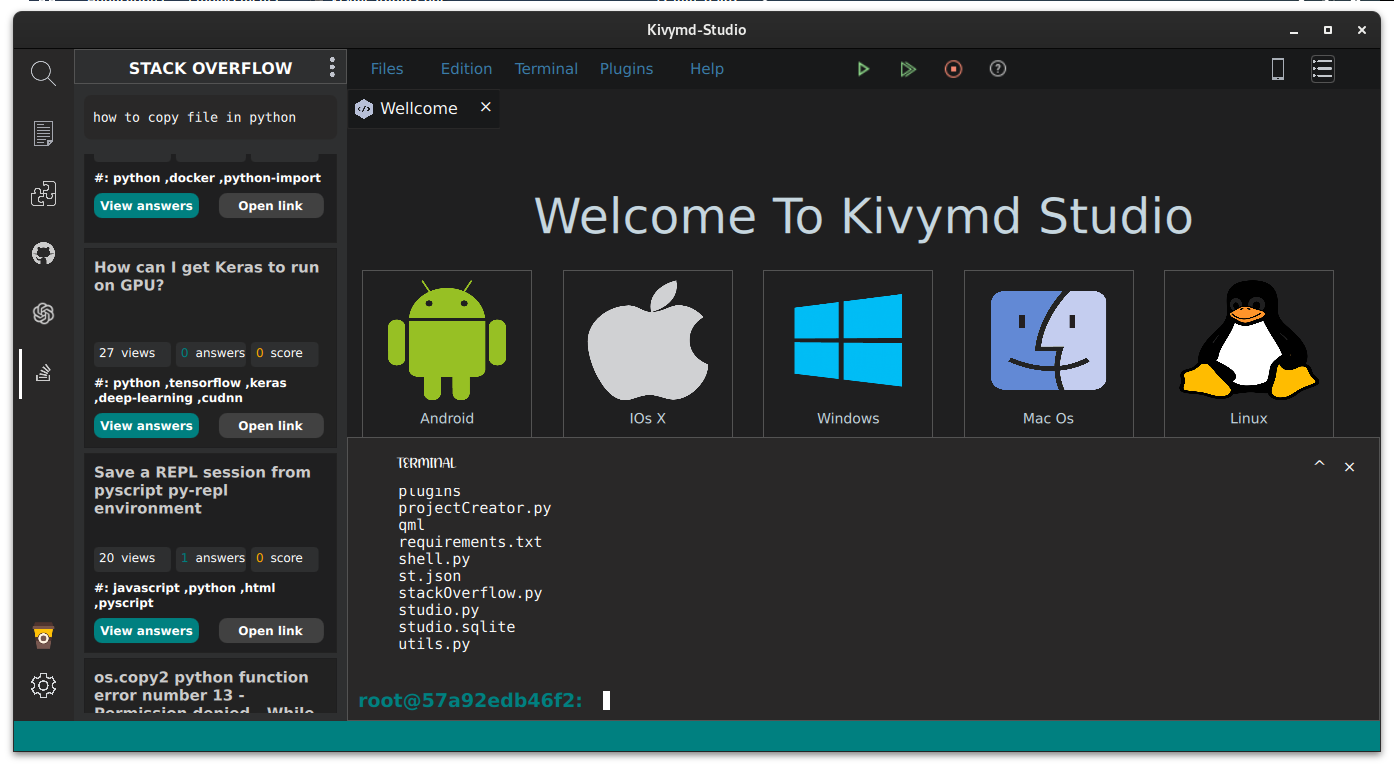 Kivymd-Studio
STACK OVERFLOW
Files Edition Terminal Plugins Help
how to copy file in python
#: python ,docker ,python-import
View answers Open link
How can I get Keras to run
on GPU?
27 views 0 answers 0 score
#: python ,tensorflow ,keras
,deep-learning ,cudnn
View answers Open link
Save a REPL session from
pyscript py-repl
environment
20 views 1 answers 0 score
#: javascript ,python ,html
,pyscript
View answers Open link
os.copy2 python function
error number 13 -
Permission denied - While
Wellcome
Welcome To Kivymd Studio
Android IOs X Windows Mac Os Linux
TERMINAL
plugins
projectCreator.py
qml
requirements.txt
shell.py
st.json
stackOverflow.py
studio.py
studio.sqlite
utils.py
root@57a92edb46f2: